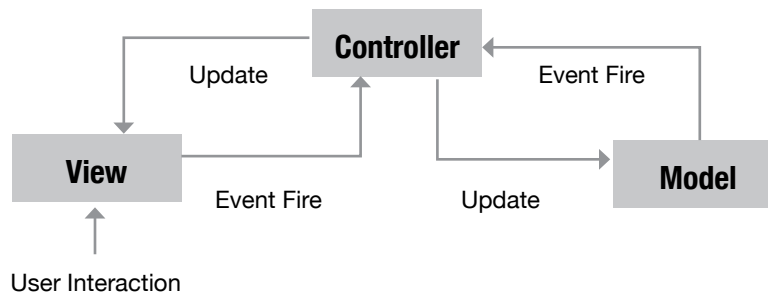 Controller
Update
Event Fire
View
Model
Event Fire
Update
User Interaction